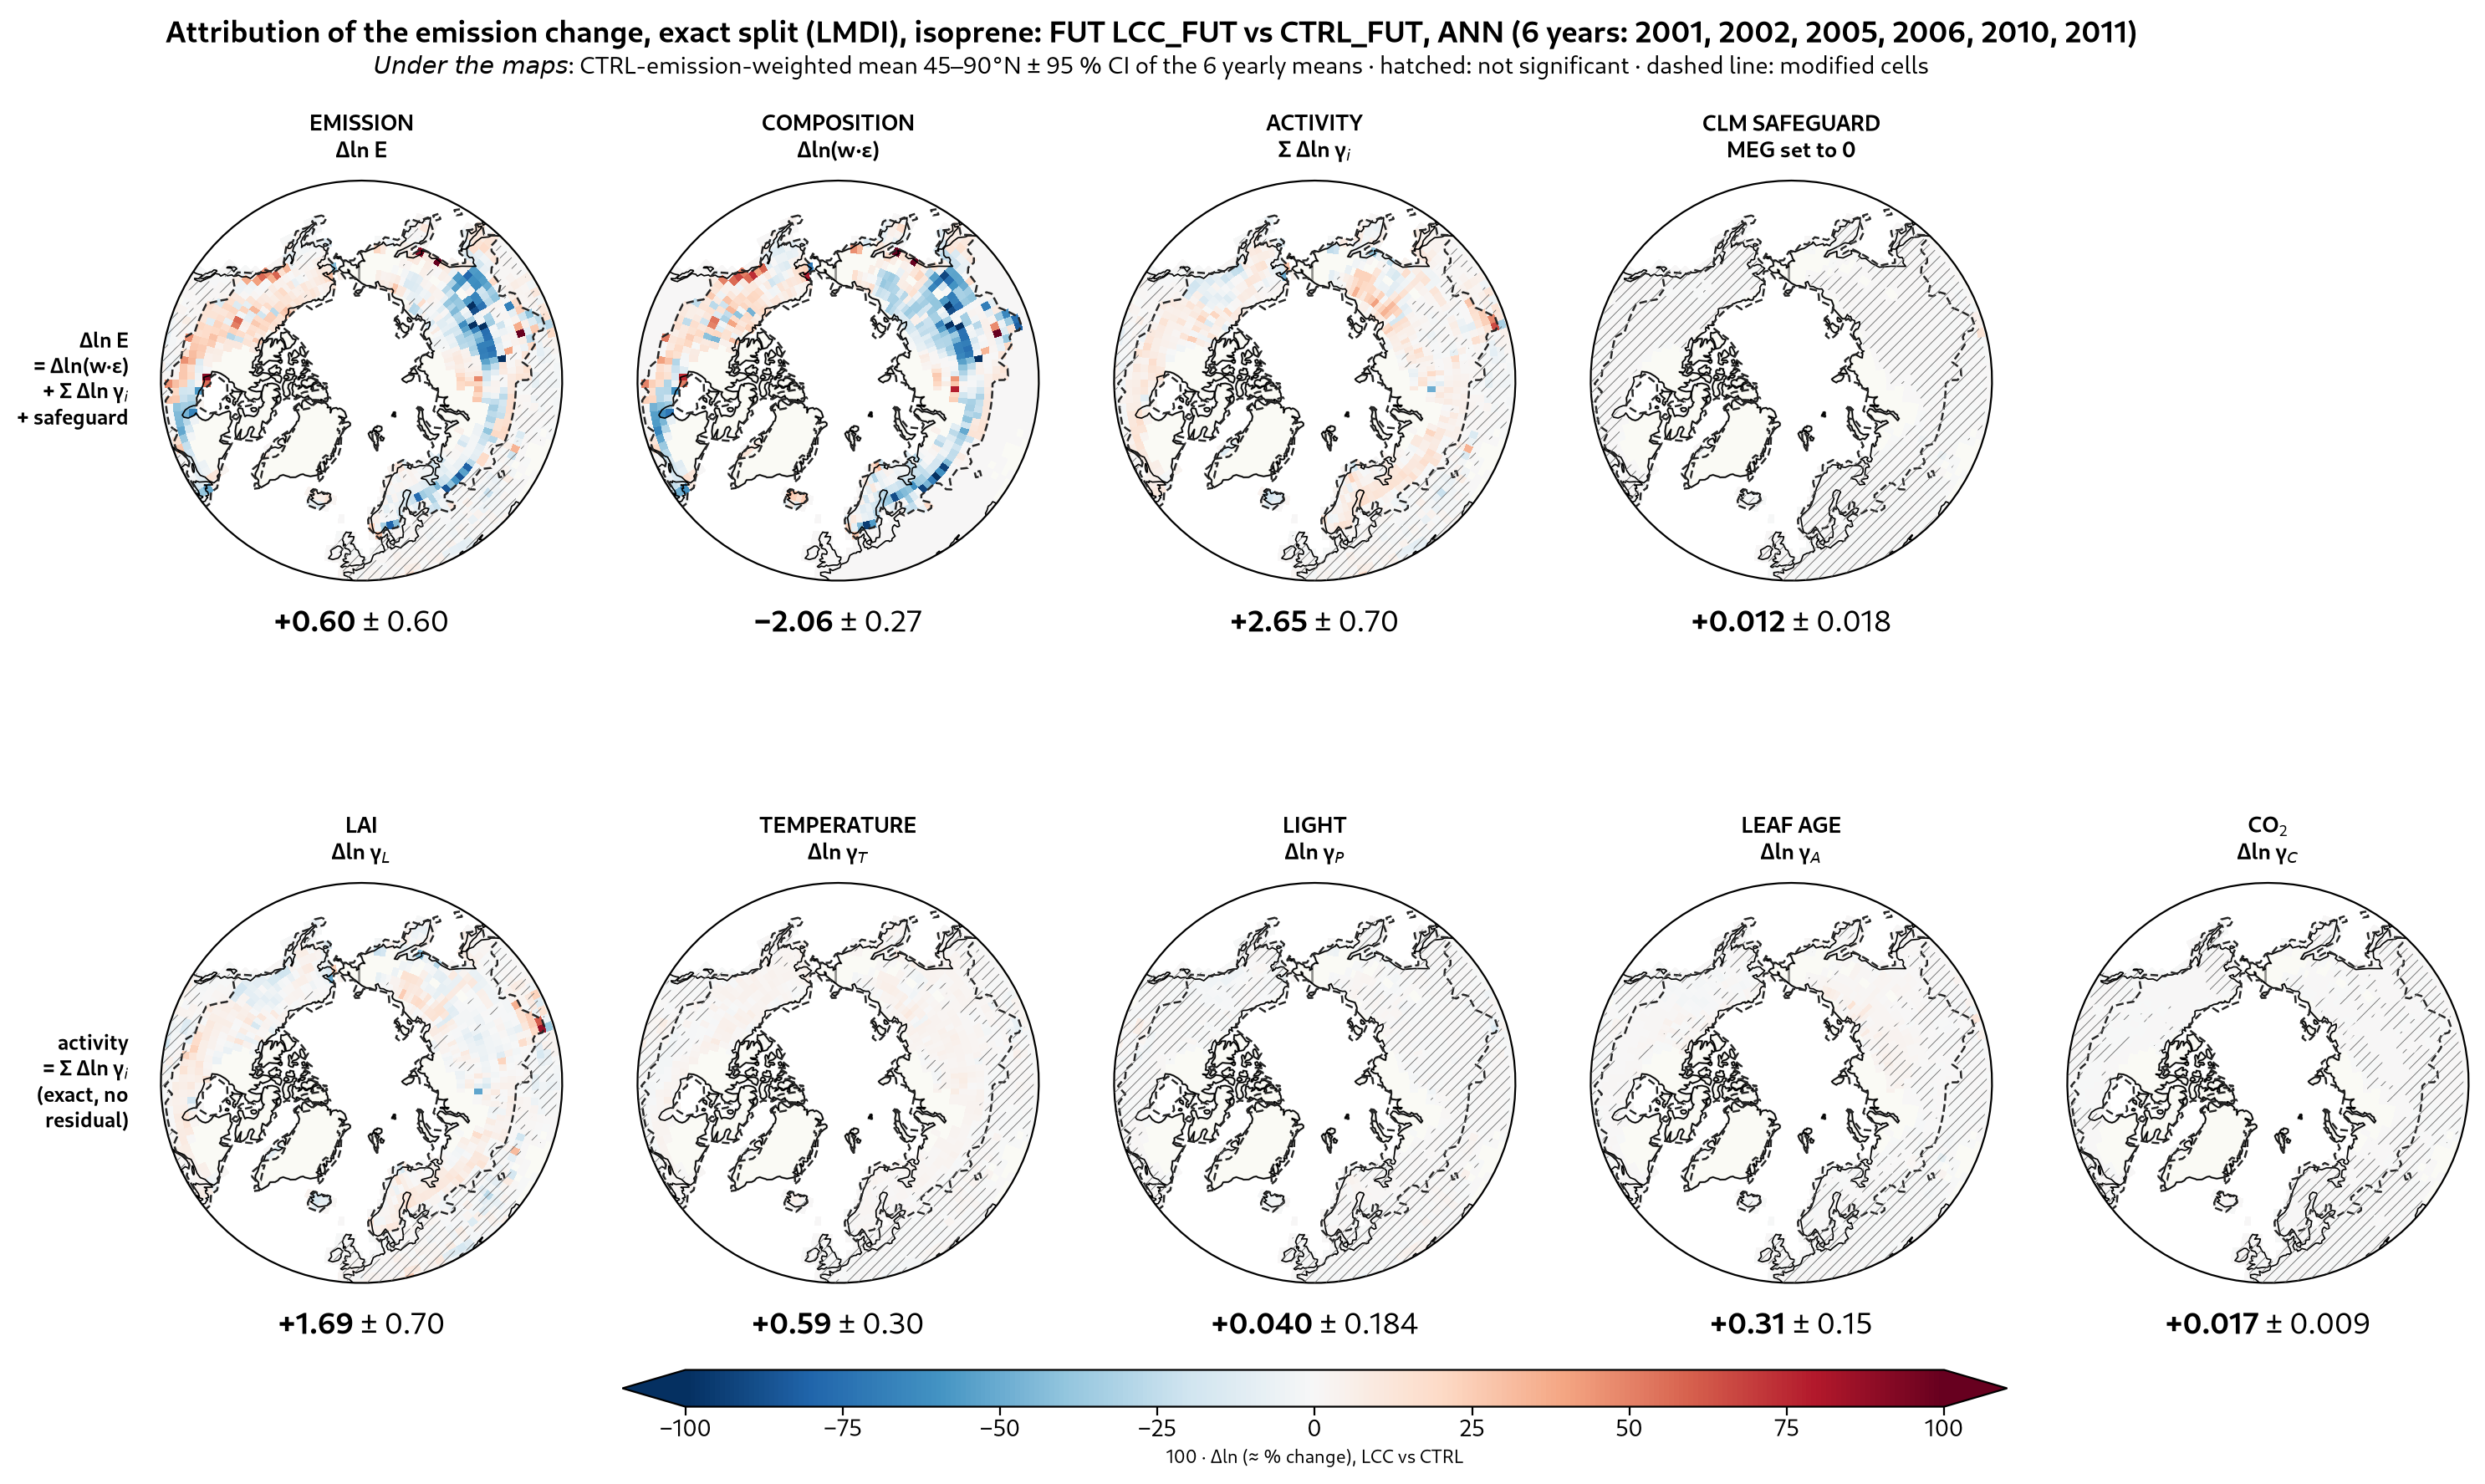 Attribution of the emission change, exact split (LMDI), isoprene: FUT LCC_FUT vs CTRL_FUT, ANN (6 years: 2001, 2002, 2005, 2006, 2010, 2011)
Under the maps: CTRL-emission-weighted mean 45–90°N ± 95 % CI of the 6 yearly means · hatched: not significant · dashed line: modified cells
EMISSION
Δln E
COMPOSITION
Δln(w·ε)
ACTIVITY
Σ Δln γᵢ
CLM SAFEGUARD
MEG set to 0
Δln E
= Δln(w·ε)
+ Σ Δln γᵢ
+ safeguard
+0.60 ± 0.60
−2.06 ± 0.27
+2.65 ± 0.70
+0.012 ± 0.018
LAI
Δln γ_L
TEMPERATURE
Δln γ_T
LIGHT
Δln γ_P
LEAF AGE
Δln γ_A
CO₂
Δln γ_C
activity
= Σ Δln γᵢ
(exact, no
residual)
+1.69 ± 0.70
+0.59 ± 0.30
+0.040 ± 0.184
+0.31 ± 0.15
+0.017 ± 0.009
−100 −75 −50 −25 0 25 50 75 100
100 · Δln (≈ % change), LCC vs CTRL